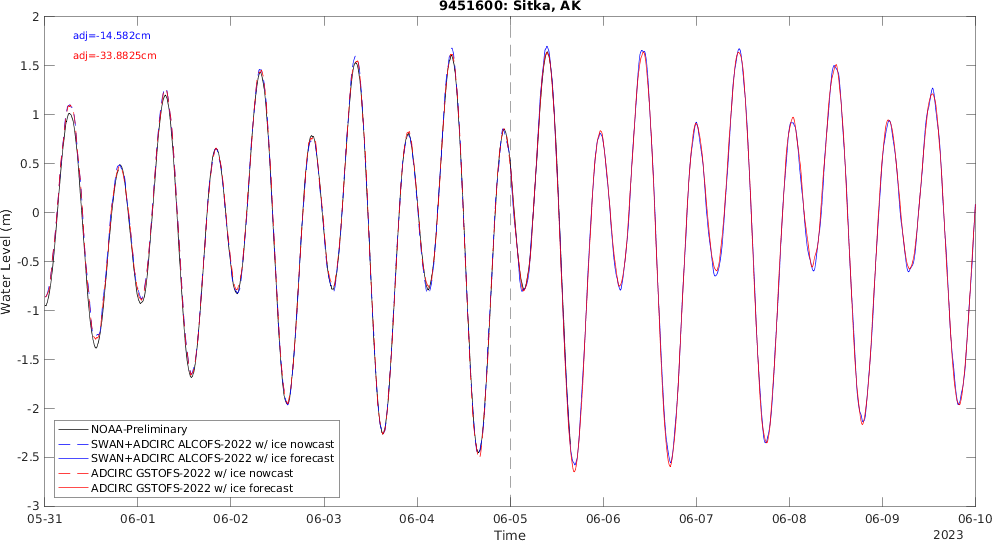 9451600: Sitka, AK
adj=-14.582cm
adj=-33.8825cm
2
1.5
1
0.5
0
-0.5
-1
-1.5
-2
-2.5
-3
Water Level (m)
NOAA-Preliminary
SWAN+ADCIRC ALCOFS-2022 w/ ice nowcast
SWAN+ADCIRC ALCOFS-2022 w/ ice forecast
ADCIRC GSTOFS-2022 w/ ice nowcast
ADCIRC GSTOFS-2022 w/ ice forecast
05-31 06-01 06-02 06-03 06-04 06-05 06-06 06-07 06-08 06-09 06-10
Time
2023